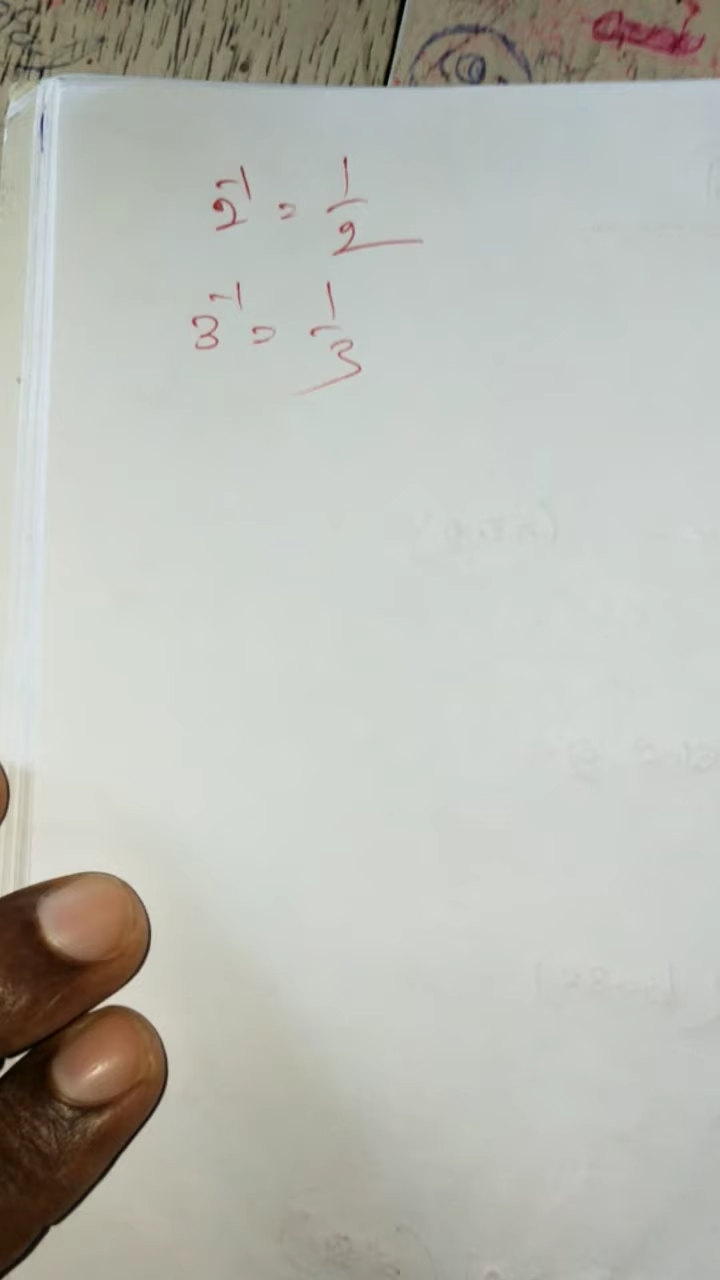 2⁻¹ = 1/2
3⁻¹ = 1/3